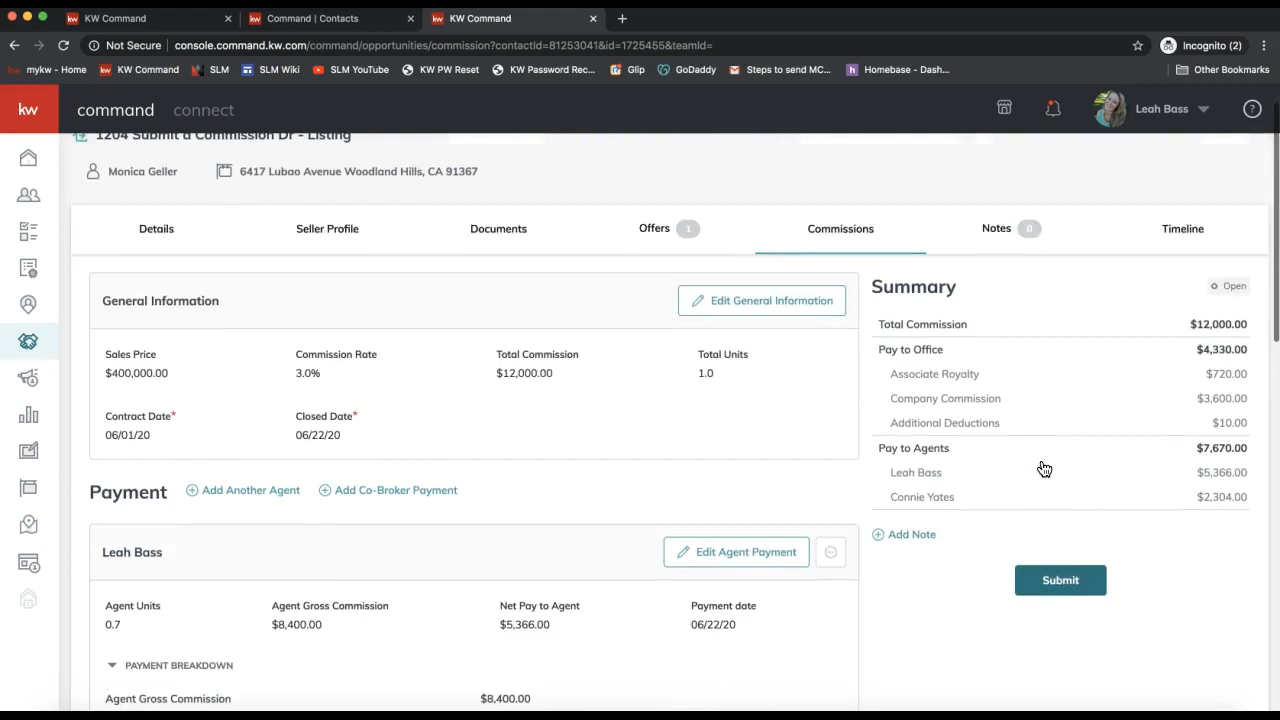 KW Command
Command | Contacts
KW Command
Not Secure
console.command.kw.com/command/opportunities/commission?contactId=81253041&id=1725455&teamId=
Incognito (2)
mykw - Home
KW Command
SLM
SLM Wiki
SLM YouTube
KW PW Reset
KW Password Rec...
Glip
GoDaddy
Steps to send MC...
Homebase - Dash...
Other Bookmarks
kw
command
connect
Leah Bass
1204 Submit a Commission Dr - Listing
Monica Geller
6417 Lubao Avenue Woodland Hills, CA 91367
Details
Seller Profile
Documents
Offers 1
Commissions
Notes 0
Timeline
General Information
Edit General Information
Sales Price
Commission Rate
Total Commission
Total Units
$400,000.00
3.0%
$12,000.00
1.0
Contract Date*
Closed Date*
06/01/20
06/22/20
Payment
Add Another Agent
Add Co-Broker Payment
Leah Bass
Edit Agent Payment
Agent Units
Agent Gross Commission
Net Pay to Agent
Payment date
0.7
$8,400.00
$5,366.00
06/22/20
PAYMENT BREAKDOWN
Agent Gross Commission
$8,400.00
Summary
Open
Total Commission $12,000.00
Pay to Office $4,330.00
Associate Royalty $720.00
Company Commission $3,600.00
Additional Deductions $10.00
Pay to Agents $7,670.00
Leah Bass $5,366.00
Connie Yates $2,304.00
Add Note
Submit